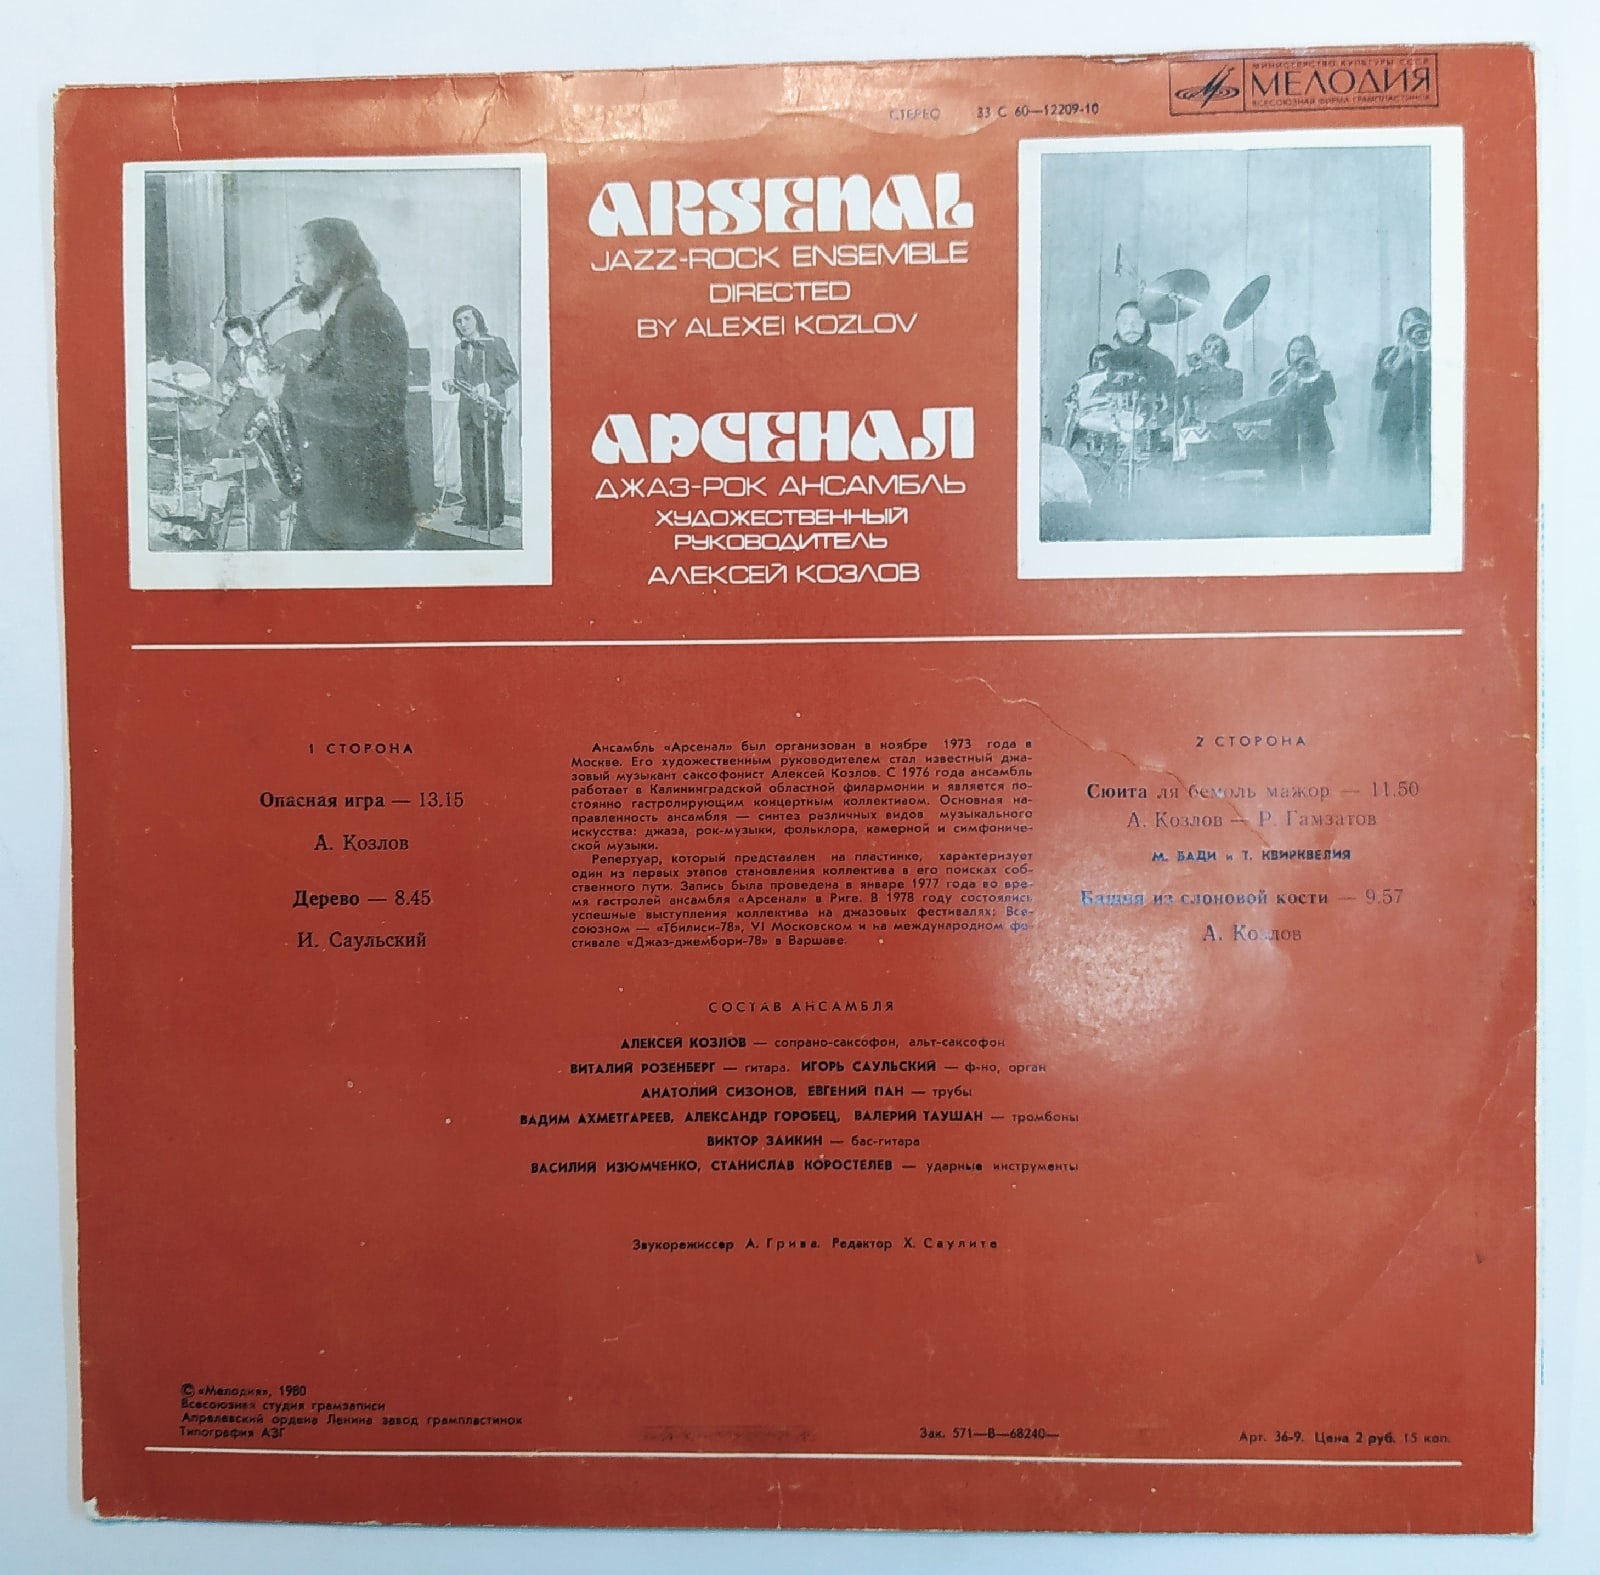 СТЕРЕО 33 С 60—12209-10
МИНИСТЕРСТВО КУЛЬТУРЫ СССР
МЕЛОДИЯ
ВСЕСОЮЗНАЯ ФИРМА ГРАМПЛАСТИНОК
ARSENAL
JAZZ-ROCK ENSEMBLE
DIRECTED
BY ALEXEI KOZLOV
АРСЕНАЛ
ДЖАЗ-РОК АНСАМБЛЬ
ХУДОЖЕСТВЕННЫЙ
РУКОВОДИТЕЛЬ
АЛЕКСЕЙ КОЗЛОВ
1 СТОРОНА
Опасная игра — 13.15
А. Козлов
Дерево — 8.45
И. Саульский
Ансамбль «Арсенал» был организован в ноябре 1973 года в
Москве. Его художественным руководителем стал известный джа-
зовый музыкант саксофонист Алексей Козлов. С 1976 года ансамбль
работает в Калининградской областной филармонии и является по-
стоянно гастролирующим концертным коллективом. Основная на-
правленность ансамбля — синтез различных видов музыкального
искусства: джаза, рок-музыки, фольклора, камерной и симфониче-
ской музыки.
Репертуар, который представлен на пластинке, характеризует
один из первых этапов становления коллектива в его поисках соб-
ственного пути. Запись была проведена в январе 1977 года во вре-
мя гастролей ансамбля «Арсенал» в Риге. В 1978 году состоялись
успешные выступления коллектива на джазовых фестивалях: Все-
союзном — «Тбилиси-78», VI Московском и на международном фе-
стивале «Джаз-джембори-78» в Варшаве.
2 СТОРОНА
Сюита ля бемоль мажор — 11.50
А. Козлов — Р. Гамзатов
М. БАДИ и Т. КВИРКВЕЛИЯ
Башня из слоновой кости — 9.57
А. Козлов
СОСТАВ АНСАМБЛЯ
АЛЕКСЕЙ КОЗЛОВ — сопрано-саксофон, альт-саксофон
ВИТАЛИЙ РОЗЕНБЕРГ — гитара. ИГОРЬ САУЛЬСКИЙ — ф-но, орган
АНАТОЛИЙ СИЗОНОВ, ЕВГЕНИЙ ПАН — трубы
ВАДИМ АХМЕТГАРЕЕВ, АЛЕКСАНДР ГОРОБЕЦ, ВАЛЕРИЙ ТАУШАН — тромбоны
ВИКТОР ЗАИКИН — бас-гитара
ВАСИЛИЙ ИЗЮМЧЕНКО, СТАНИСЛАВ КОРОСТЕЛЕВ — ударные инструменты
Звукорежиссер А. Грива. Редактор Х. Саулите
© «Мелодия», 1980
Всесоюзная студия грамзаписи
Апрелевский ордена Ленина завод грампластинок
Типография АЗГ
Зак. 571—В—68240—
Арт. 36-9. Цена 2 руб. 15 коп.